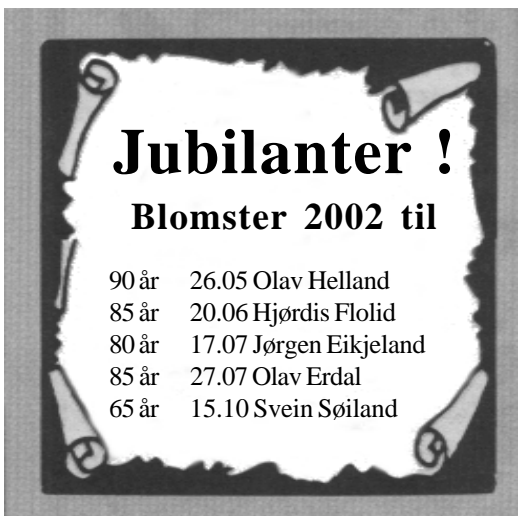 Jubilanter !
Blomster 2002 til
90 år 26.05 Olav Helland
85 år 20.06 Hjørdis Flolid
80 år 17.07 Jørgen Eikjeland
85 år 27.07 Olav Erdal
65 år 15.10 Svein Søiland